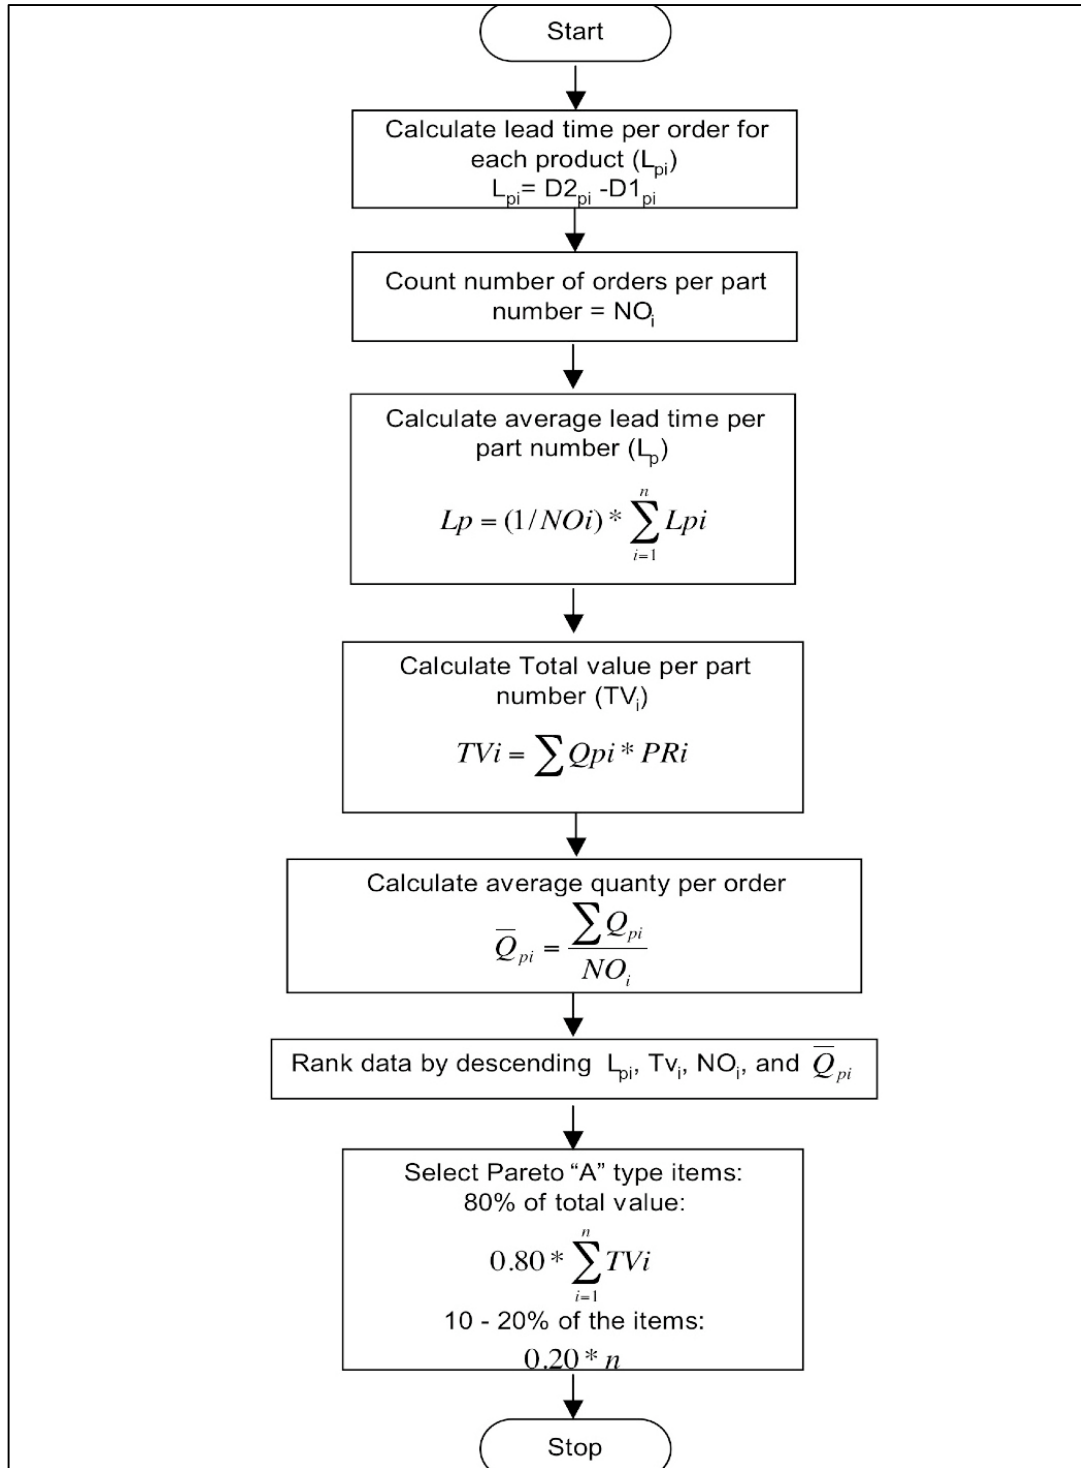 Start
Calculate lead time per order for
each product (Lpi)
Lpi= D2pi -D1pi
Count number of orders per part
number = NOi
Calculate average lead time per
part number (Lp)
Lp = (1/NOi) * ∑_{i=1}^{n} Lpi
Calculate Total value per part
number (TVi)
TVi = ∑ Qpi * PRi
Calculate average quanty per order
Q̅pi = ∑ Qpi / NOi
Rank data by descending Lpi, Tvi, NOi, and Q̅pi
Select Pareto “A” type items:
80% of total value:
0.80 * ∑_{i=1}^{n} TVi
10 - 20% of the items:
0.20 * n
Stop